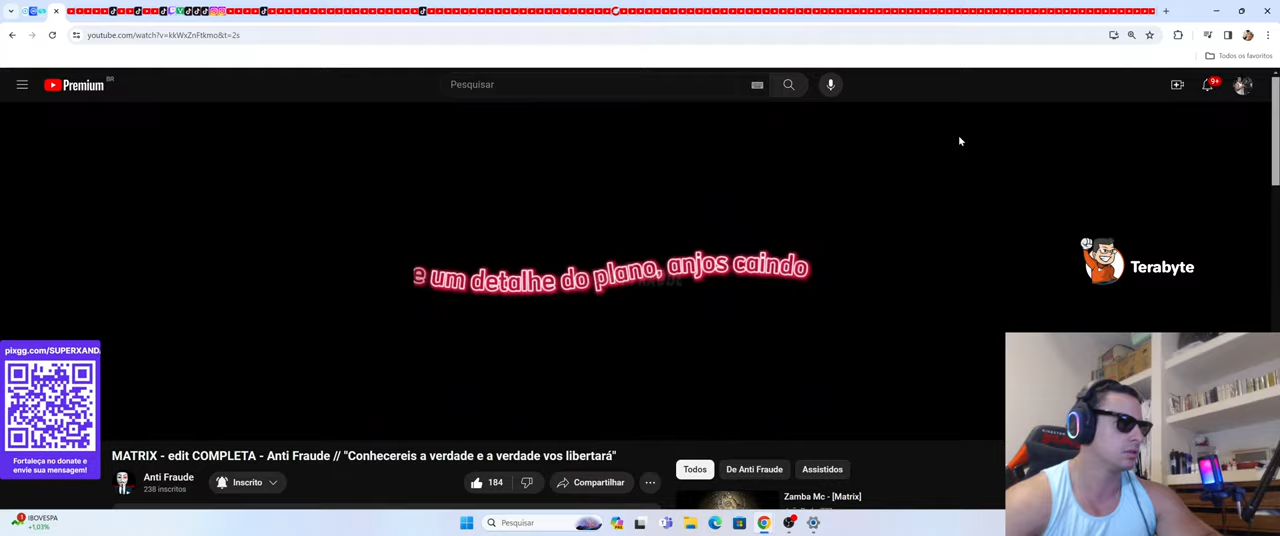 youtube.com/watch?v=kkWxZnFtkmo&t=2s
Todos os favoritos
Premium BR
Pesquisar
9+
e um detalhe do plano, anjos caindo
Terabyte
pixgg.com/SUPERXANDA
Fortaleça no donate e
envie sua mensagem!
MATRIX - edit COMPLETA - Anti Fraude // "Conhecereis a verdade e a verdade vos libertará"
Anti Fraude
238 inscritos
Inscrito
184
Compartilhar
Todos
De Anti Fraude
Assistidos
Zamba Mc - [Matrix]
1
IBOVESPA
+1,03%
Pesquisar